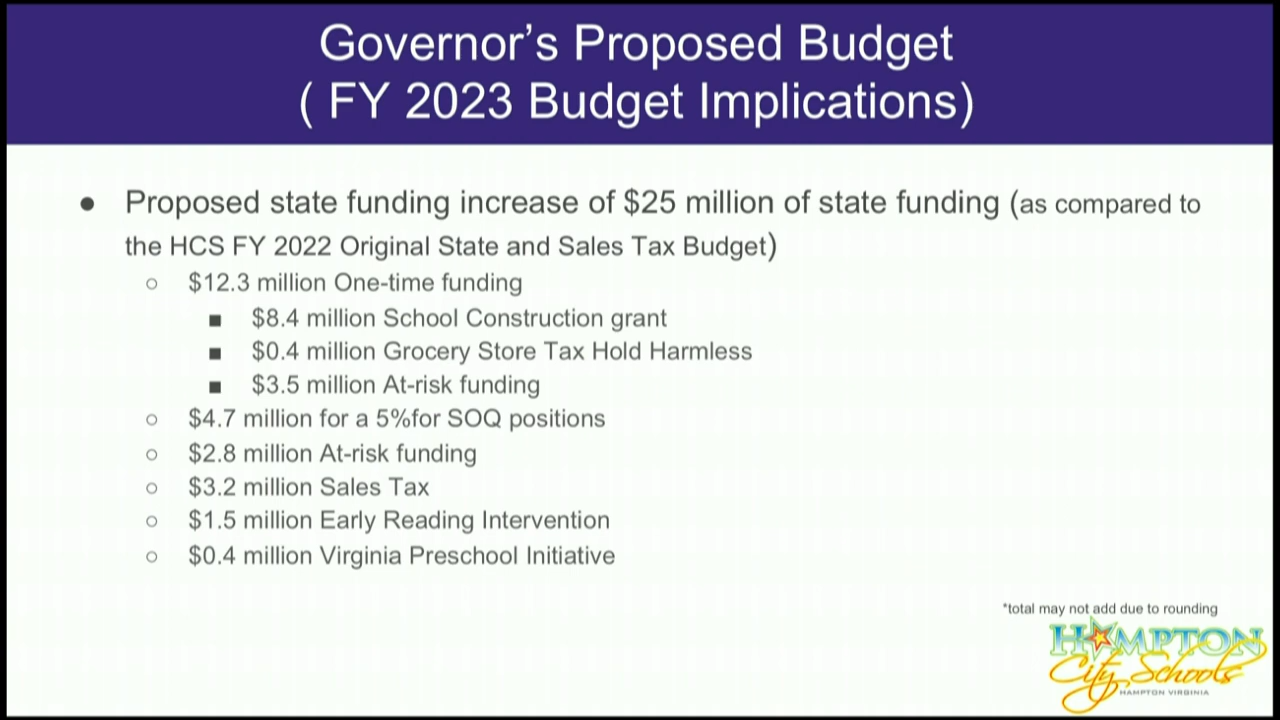 Governor’s Proposed Budget
( FY 2023 Budget Implications)
● Proposed state funding increase of $25 million of state funding (as compared to
the HCS FY 2022 Original State and Sales Tax Budget)
○ $12.3 million One-time funding
■ $8.4 million School Construction grant
■ $0.4 million Grocery Store Tax Hold Harmless
■ $3.5 million At-risk funding
○ $4.7 million for a 5%for SOQ positions
○ $2.8 million At-risk funding
○ $3.2 million Sales Tax
○ $1.5 million Early Reading Intervention
○ $0.4 million Virginia Preschool Initiative
*total may not add due to rounding
HAMPTON
City Schools
HAMPTON VIRGINIA